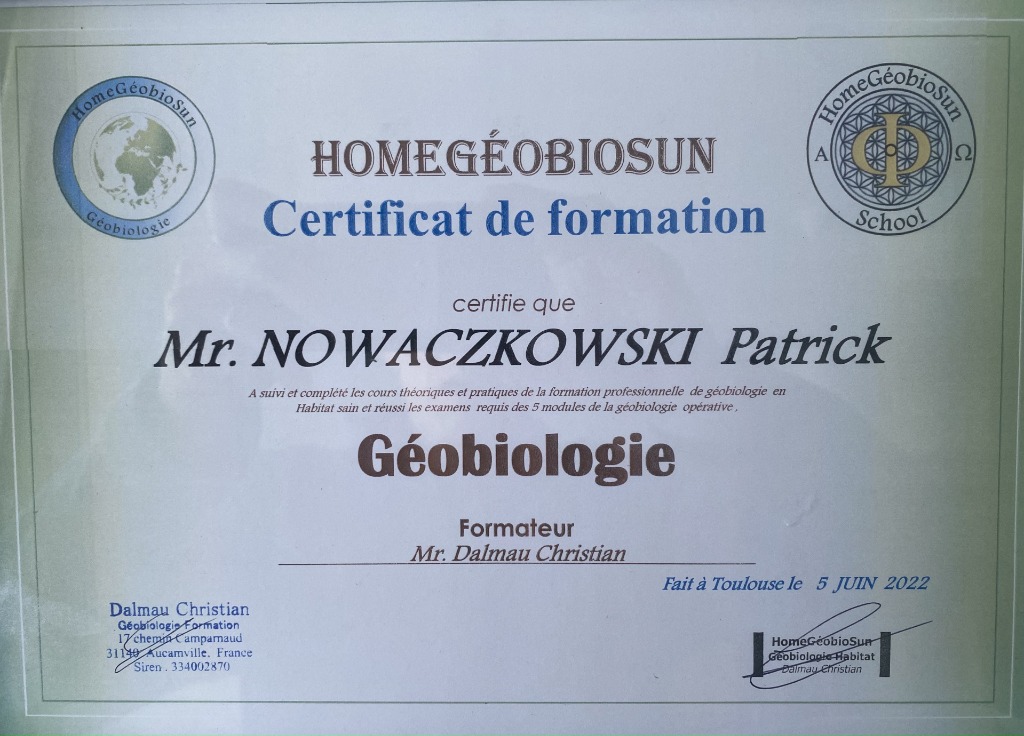 HomeGéobioSun
Géobiologie
HomeGéobioSun
A Ω
Φ
School
HOMEGÉOBIOSUN
Certificat de formation
certifie que
Mr. NOWACZKOWSKI Patrick
A suivi et complété les cours théoriques et pratiques de la formation professionnelle de géobiologie en
Habitat sain et réussi les examens requis des 5 modules de la géobiologie opérative .
Géobiologie
Formateur
Mr. Dalmau Christian
Fait à Toulouse le 5 JUIN 2022
Dalmau Christian
Géobiologie Formation
17 chemin Camparnaud
31140 Aucamville. France
Siren . 334002870
HomeGéobioSun
Géobiologie Habitat
Dalmau Christian